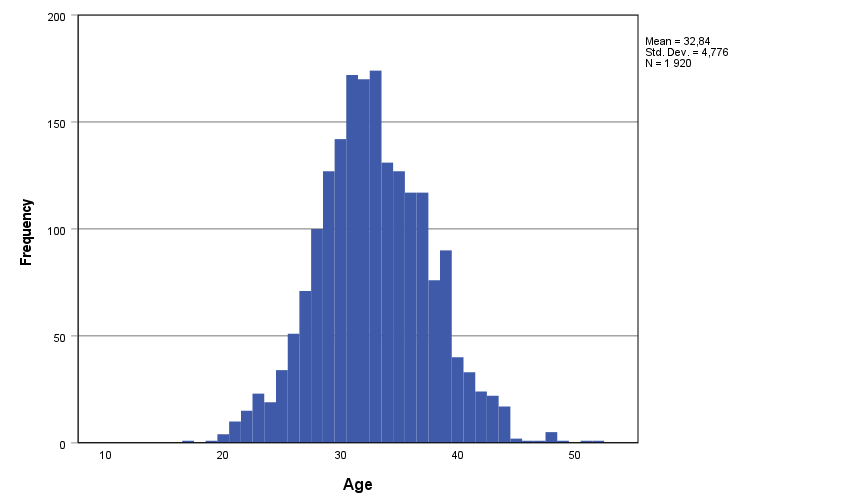 200
Mean = 32,84
Std. Dev. = 4,776
N = 1 920
150
100
Frequency
50
0
10 20 30 40 50
Age